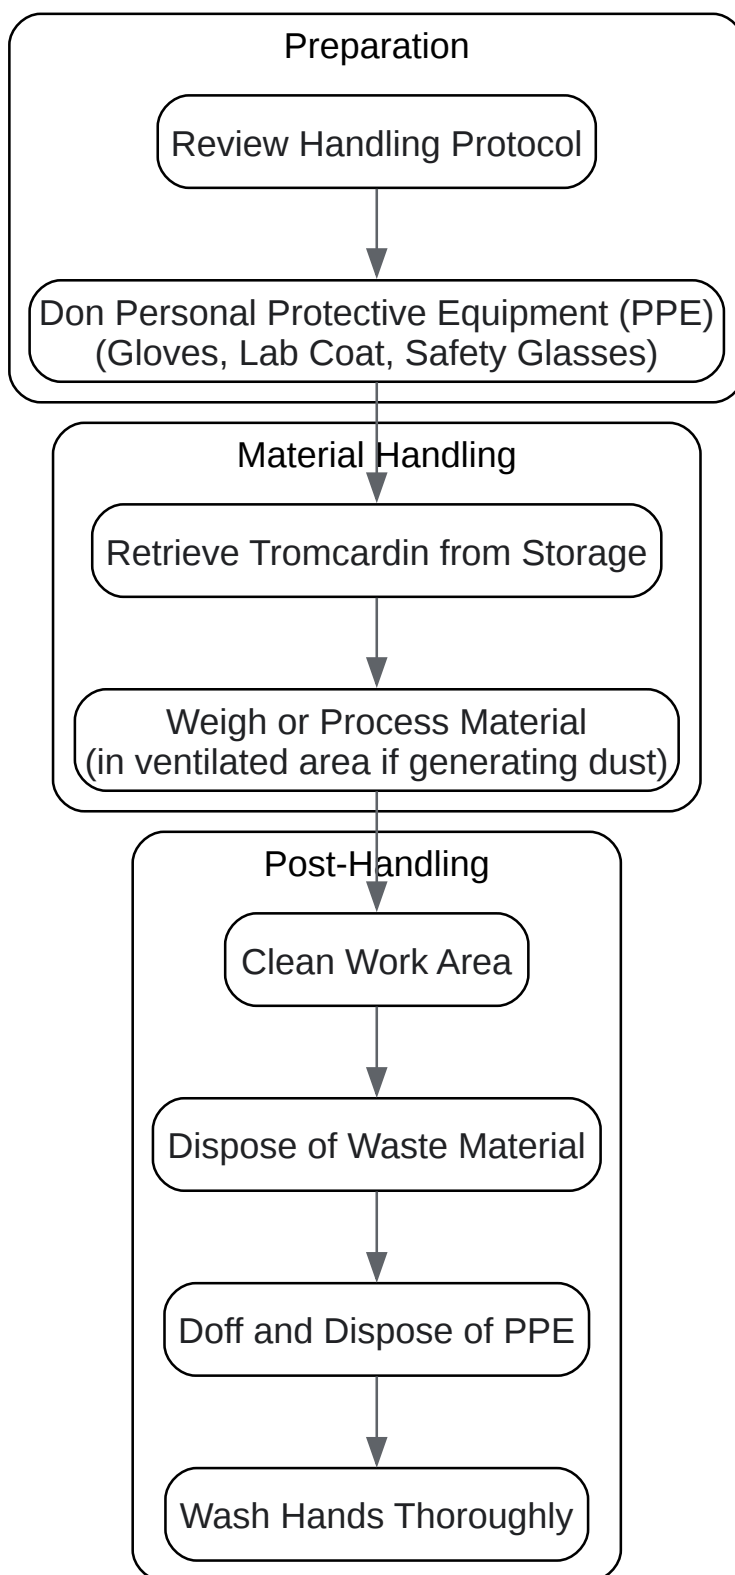 Preparation
Review Handling Protocol
Don Personal Protective Equipment (PPE)
(Gloves, Lab Coat, Safety Glasses)
Material Handling
Retrieve Tromcardin from Storage
Weigh or Process Material
(in ventilated area if generating dust)
Post-Handling
Clean Work Area
Dispose of Waste Material
Doff and Dispose of PPE
Wash Hands Thoroughly